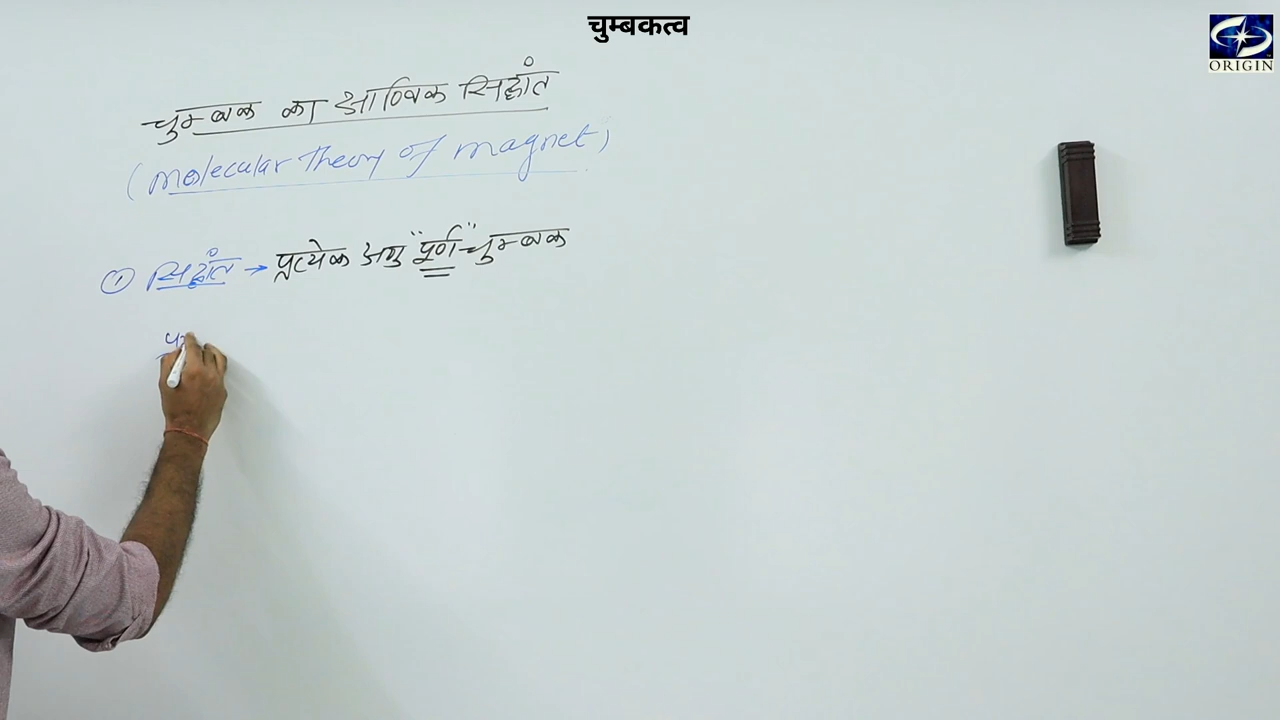 चुम्बकत्व
ORIGIN
चुम्बक का आण्विक सिद्धांत
(Molecular Theory of magnet)
① सिद्धांत → प्रत्येक अणु "पूर्ण" चुम्बक